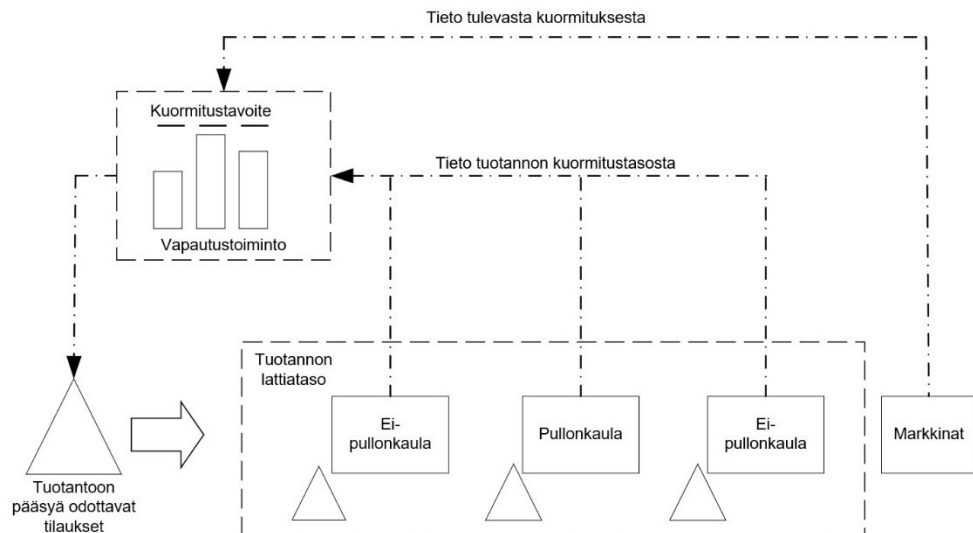 Tieto tulevasta kuormituksesta
Kuormitustavoite
Tieto tuotannon kuormitustasosta
Vapautustoiminto
Tuotannon
lattiataso
Ei-
pullonkaula
Pullonkaula
Ei-
pullonkaula
Markkinat
Tuotantoon
pääsyä odottavat
tilaukset